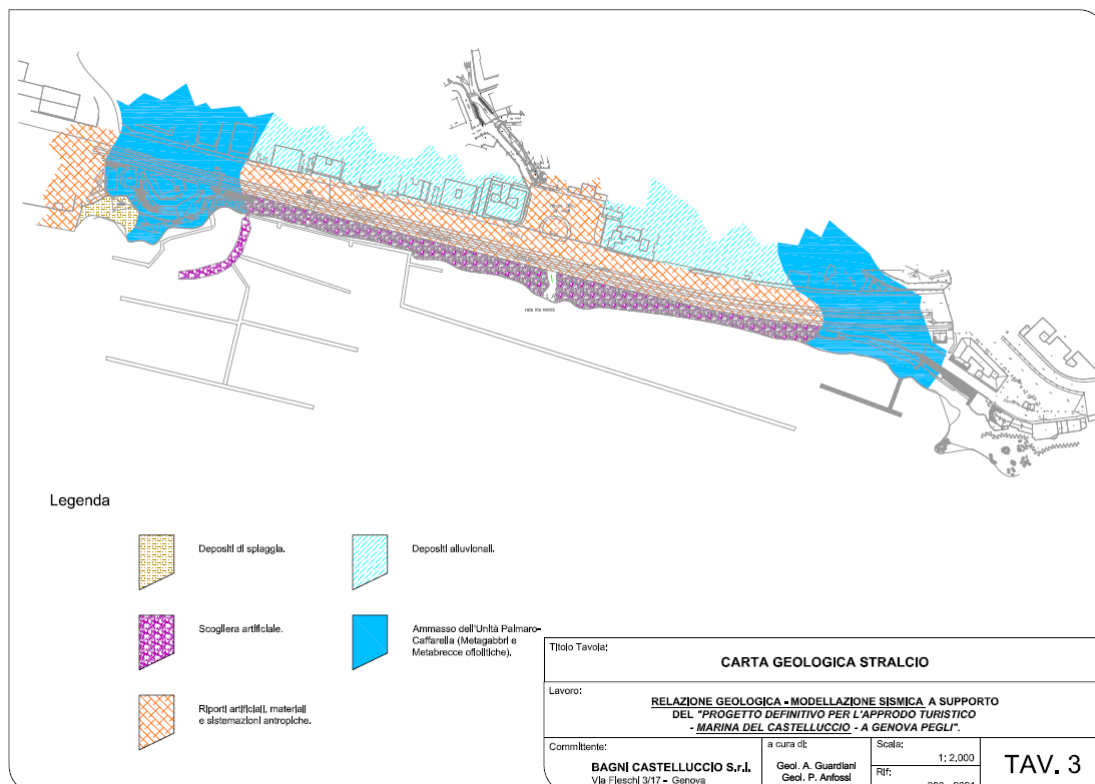 Legenda
Depositi di spiaggia.
Depositi alluvionali.
Scogliera artificiale.
Ammasso dell'Unità Palmaro-
Caffarella (Metagabbri e
Metabrecce ofiolitiche).
Riporti artificiali, materiali
e sistemazioni antropiche.
Titolo Tavola:
CARTA GEOLOGICA STRALCIO
Lavoro:
RELAZIONE GEOLOGICA - MODELLAZIONE SISMICA A SUPPORTO
DEL "PROGETTO DEFINITIVO PER L'APPRODO TURISTICO
- MARINA DEL CASTELLUCCIO - A GENOVA PEGLI".
Committente:
BAGNI CASTELLUCCIO S.r.l.
Via Fieschi 3/17 - Genova
a cura di:
Geol. A. Guardiani
Geol. P. Anfossi
Scala:
1: 2,000
Rif:
TAV. 3